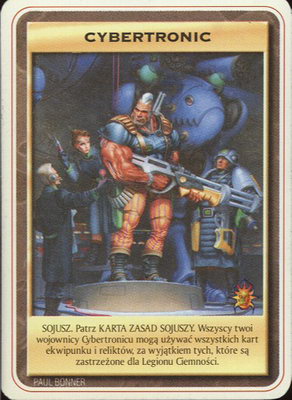 CYBERTRONIC
SOJUSZ. Patrz KARTA ZASAD SOJUSZY. Wszyscy twoi
wojownicy Cybertronicu mogą używać wszystkich kart
ekwipunku i reliktów, za wyjątkiem tych, które są
zastrzeżone dla Legionu Ciemności.
PAUL BONNER